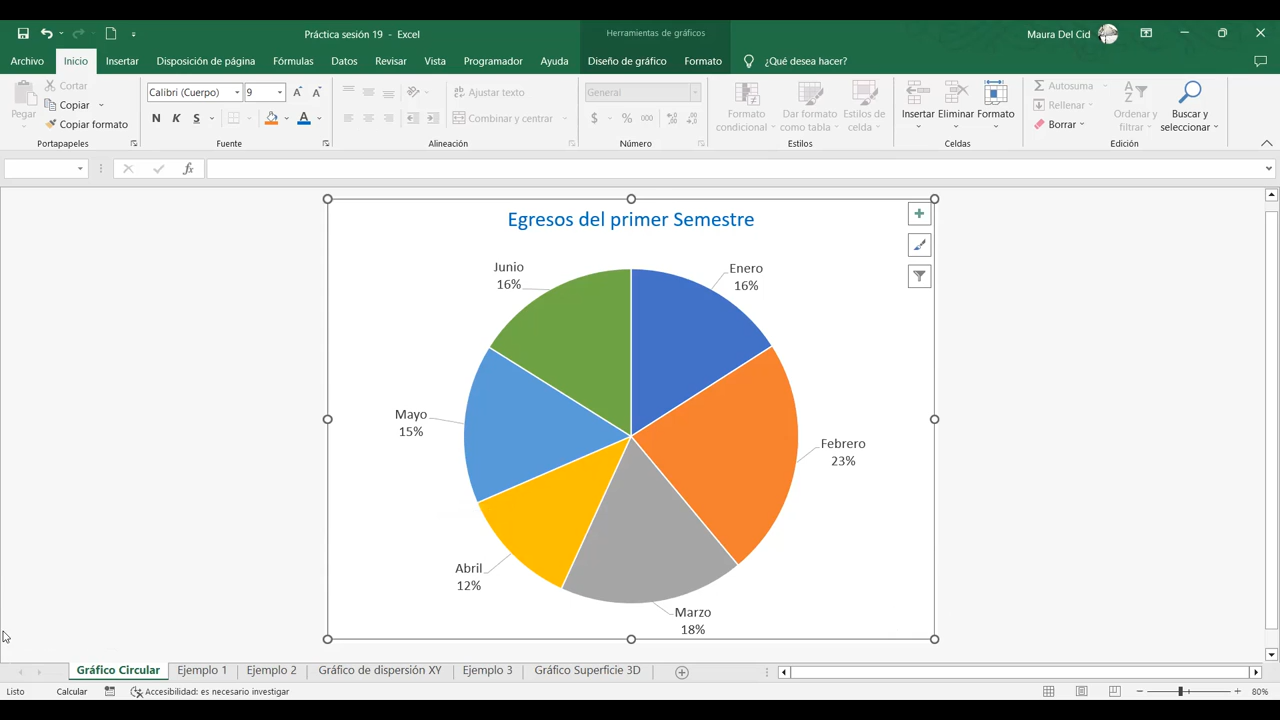 Práctica sesión 19 - Excel
Herramientas de gráficos
Maura Del Cid
Archivo Inicio Insertar Disposición de página Fórmulas Datos Revisar Vista Programador Ayuda Diseño de gráfico Formato ¿Qué desea hacer?
Pegar
Cortar
Copiar
Copiar formato
Portapapeles
Calibri (Cuerpo) 9
N K S
Fuente
Ajustar texto
Combinar y centrar
Alineación
General
$ % 000
Número
Formato condicional
Dar formato como tabla
Estilos de celda
Estilos
Insertar Eliminar Formato
Celdas
Autosuma
Rellenar
Borrar
Ordenar y filtrar
Buscar y seleccionar
Edición
fx
Egresos del primer Semestre
Junio
16%
Enero
16%
Mayo
15%
Febrero
23%
Abril
12%
Marzo
18%
Gráfico Circular Ejemplo 1 Ejemplo 2 Gráfico de dispersión XY Ejemplo 3 Gráfico Superficie 3D
Listo Calcular Accesibilidad: es necesario investigar 80%